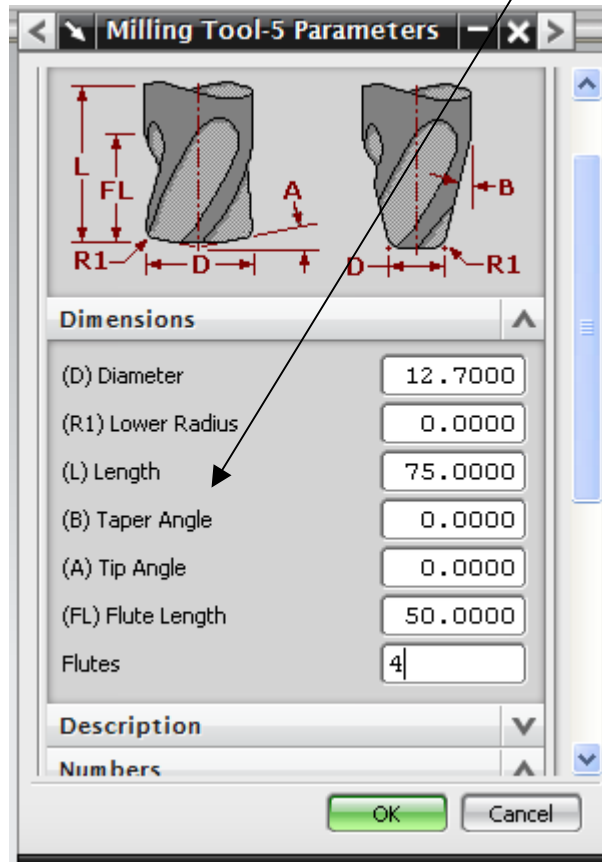 Milling Tool-5 Parameters
L
FL
A
B
R1
D
D
R1
Dimensions
(D) Diameter 12.7000
(R1) Lower Radius 0.0000
(L) Length 75.0000
(B) Taper Angle 0.0000
(A) Tip Angle 0.0000
(FL) Flute Length 50.0000
Flutes 4
Description
Numbers
OK Cancel